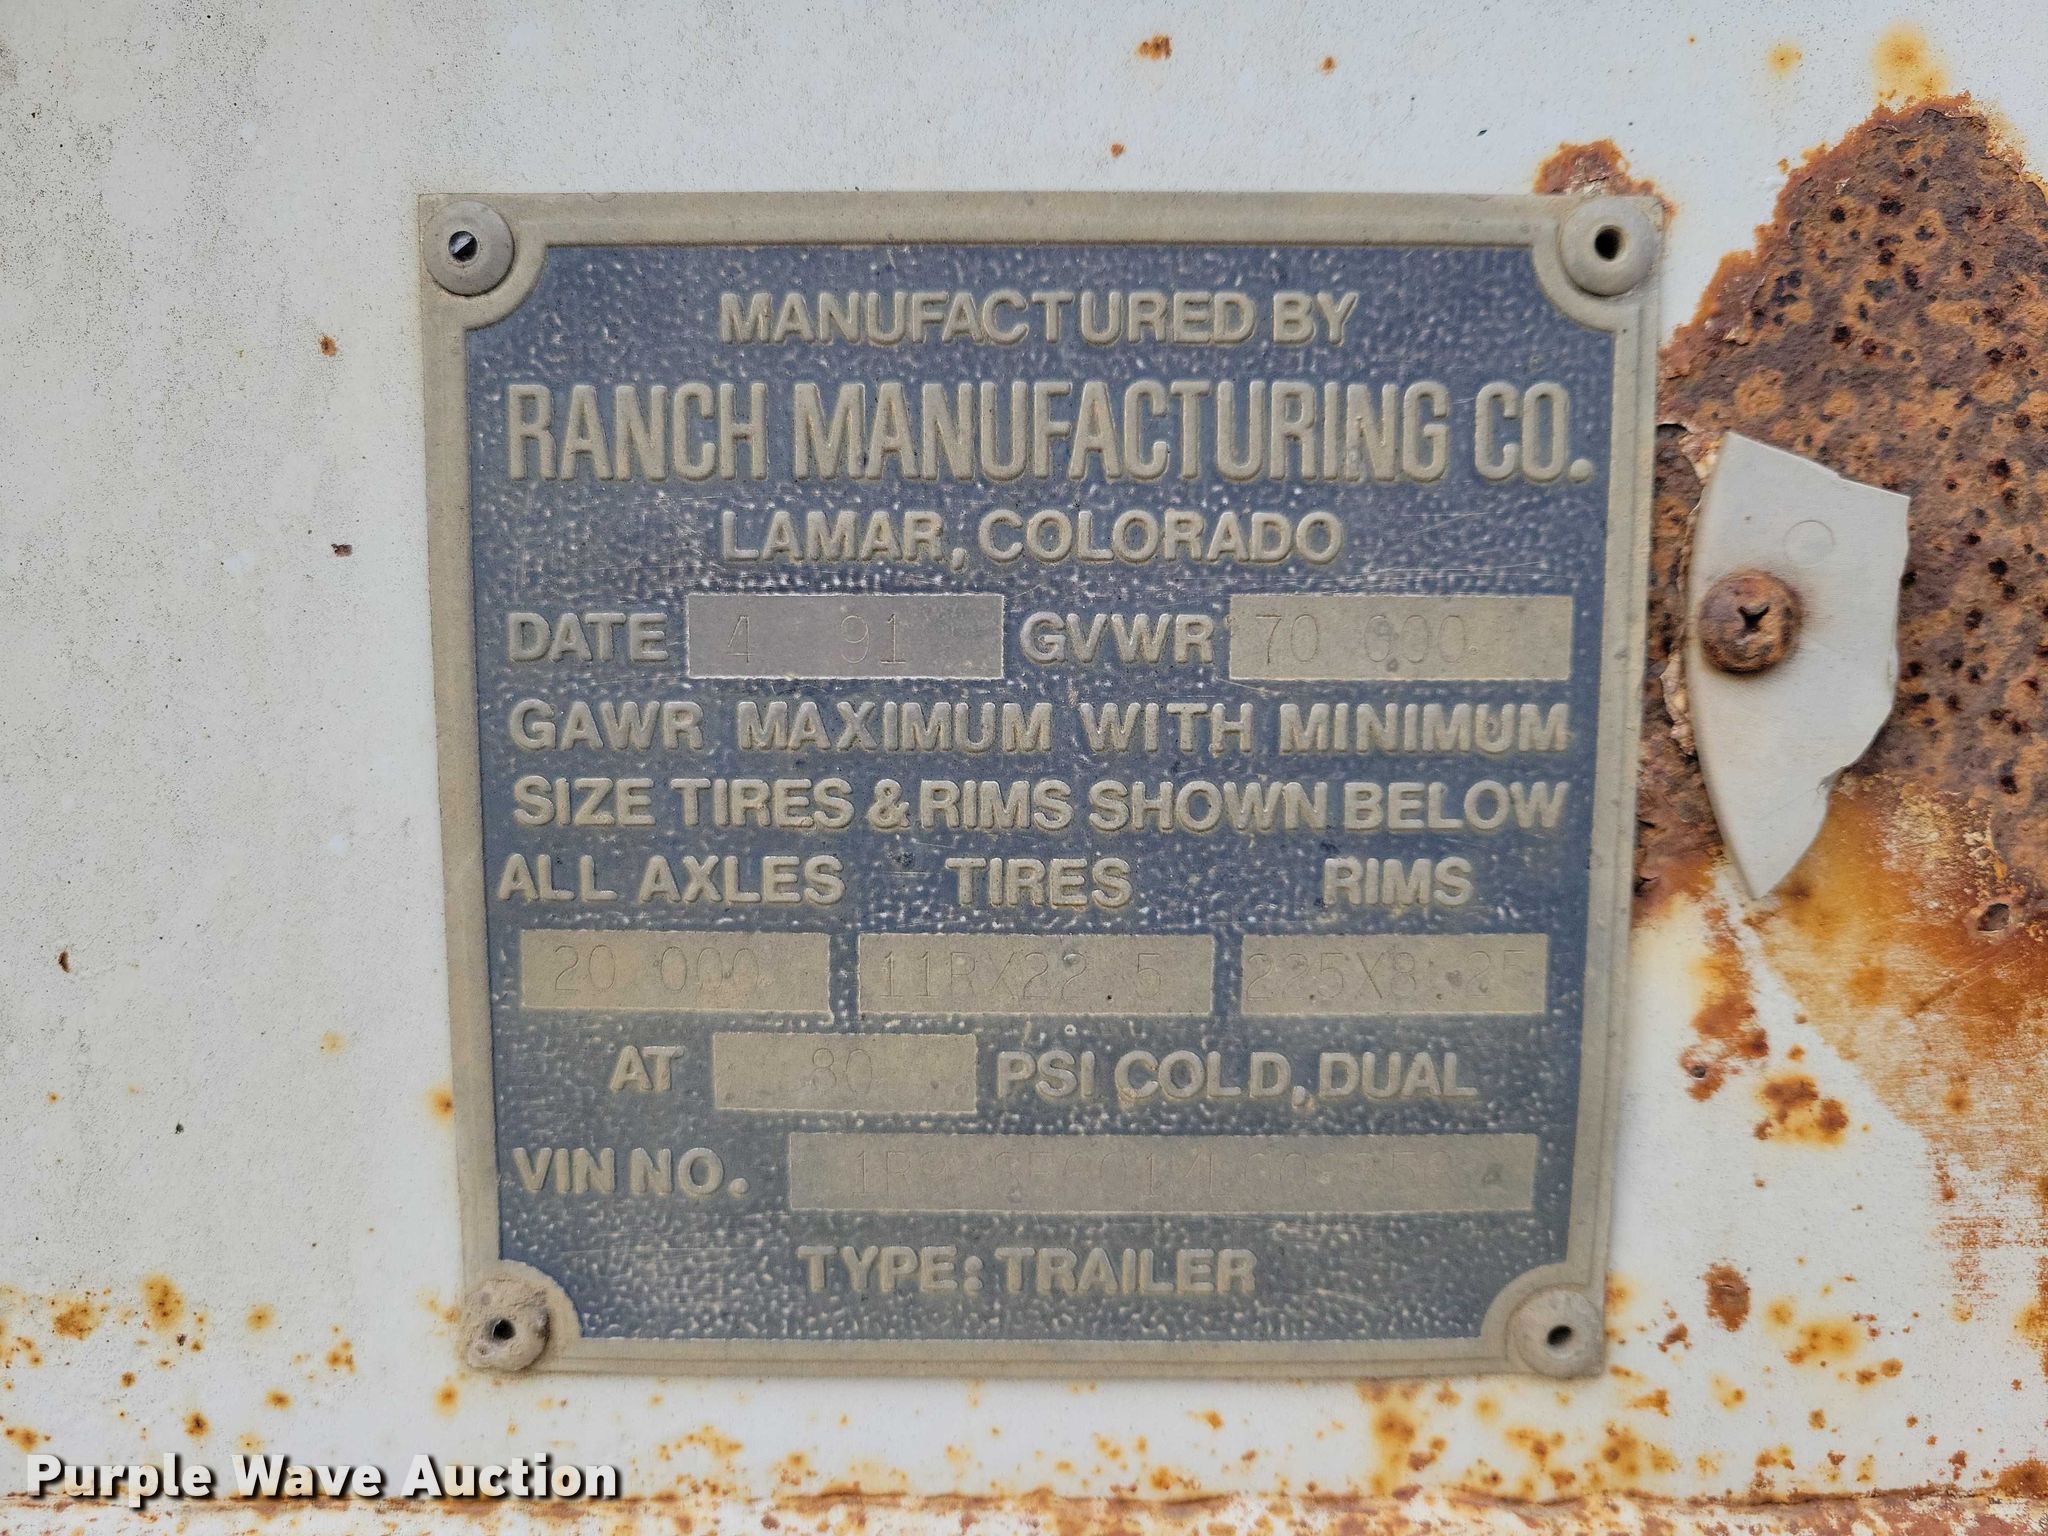 MANUFACTURED BY
RANCH MANUFACTURING CO.
LAMAR, COLORADO
DATE 4 91 GVWR 70 000
GAWR MAXIMUM WITH MINIMUM
SIZE TIRES & RIMS SHOWN BELOW
ALL AXLES TIRES RIMS
20 000 11RX22.5 225X8.25
AT 80 PSI COLD, DUAL
VIN NO.
TYPE: TRAILER
Purple Wave Auction